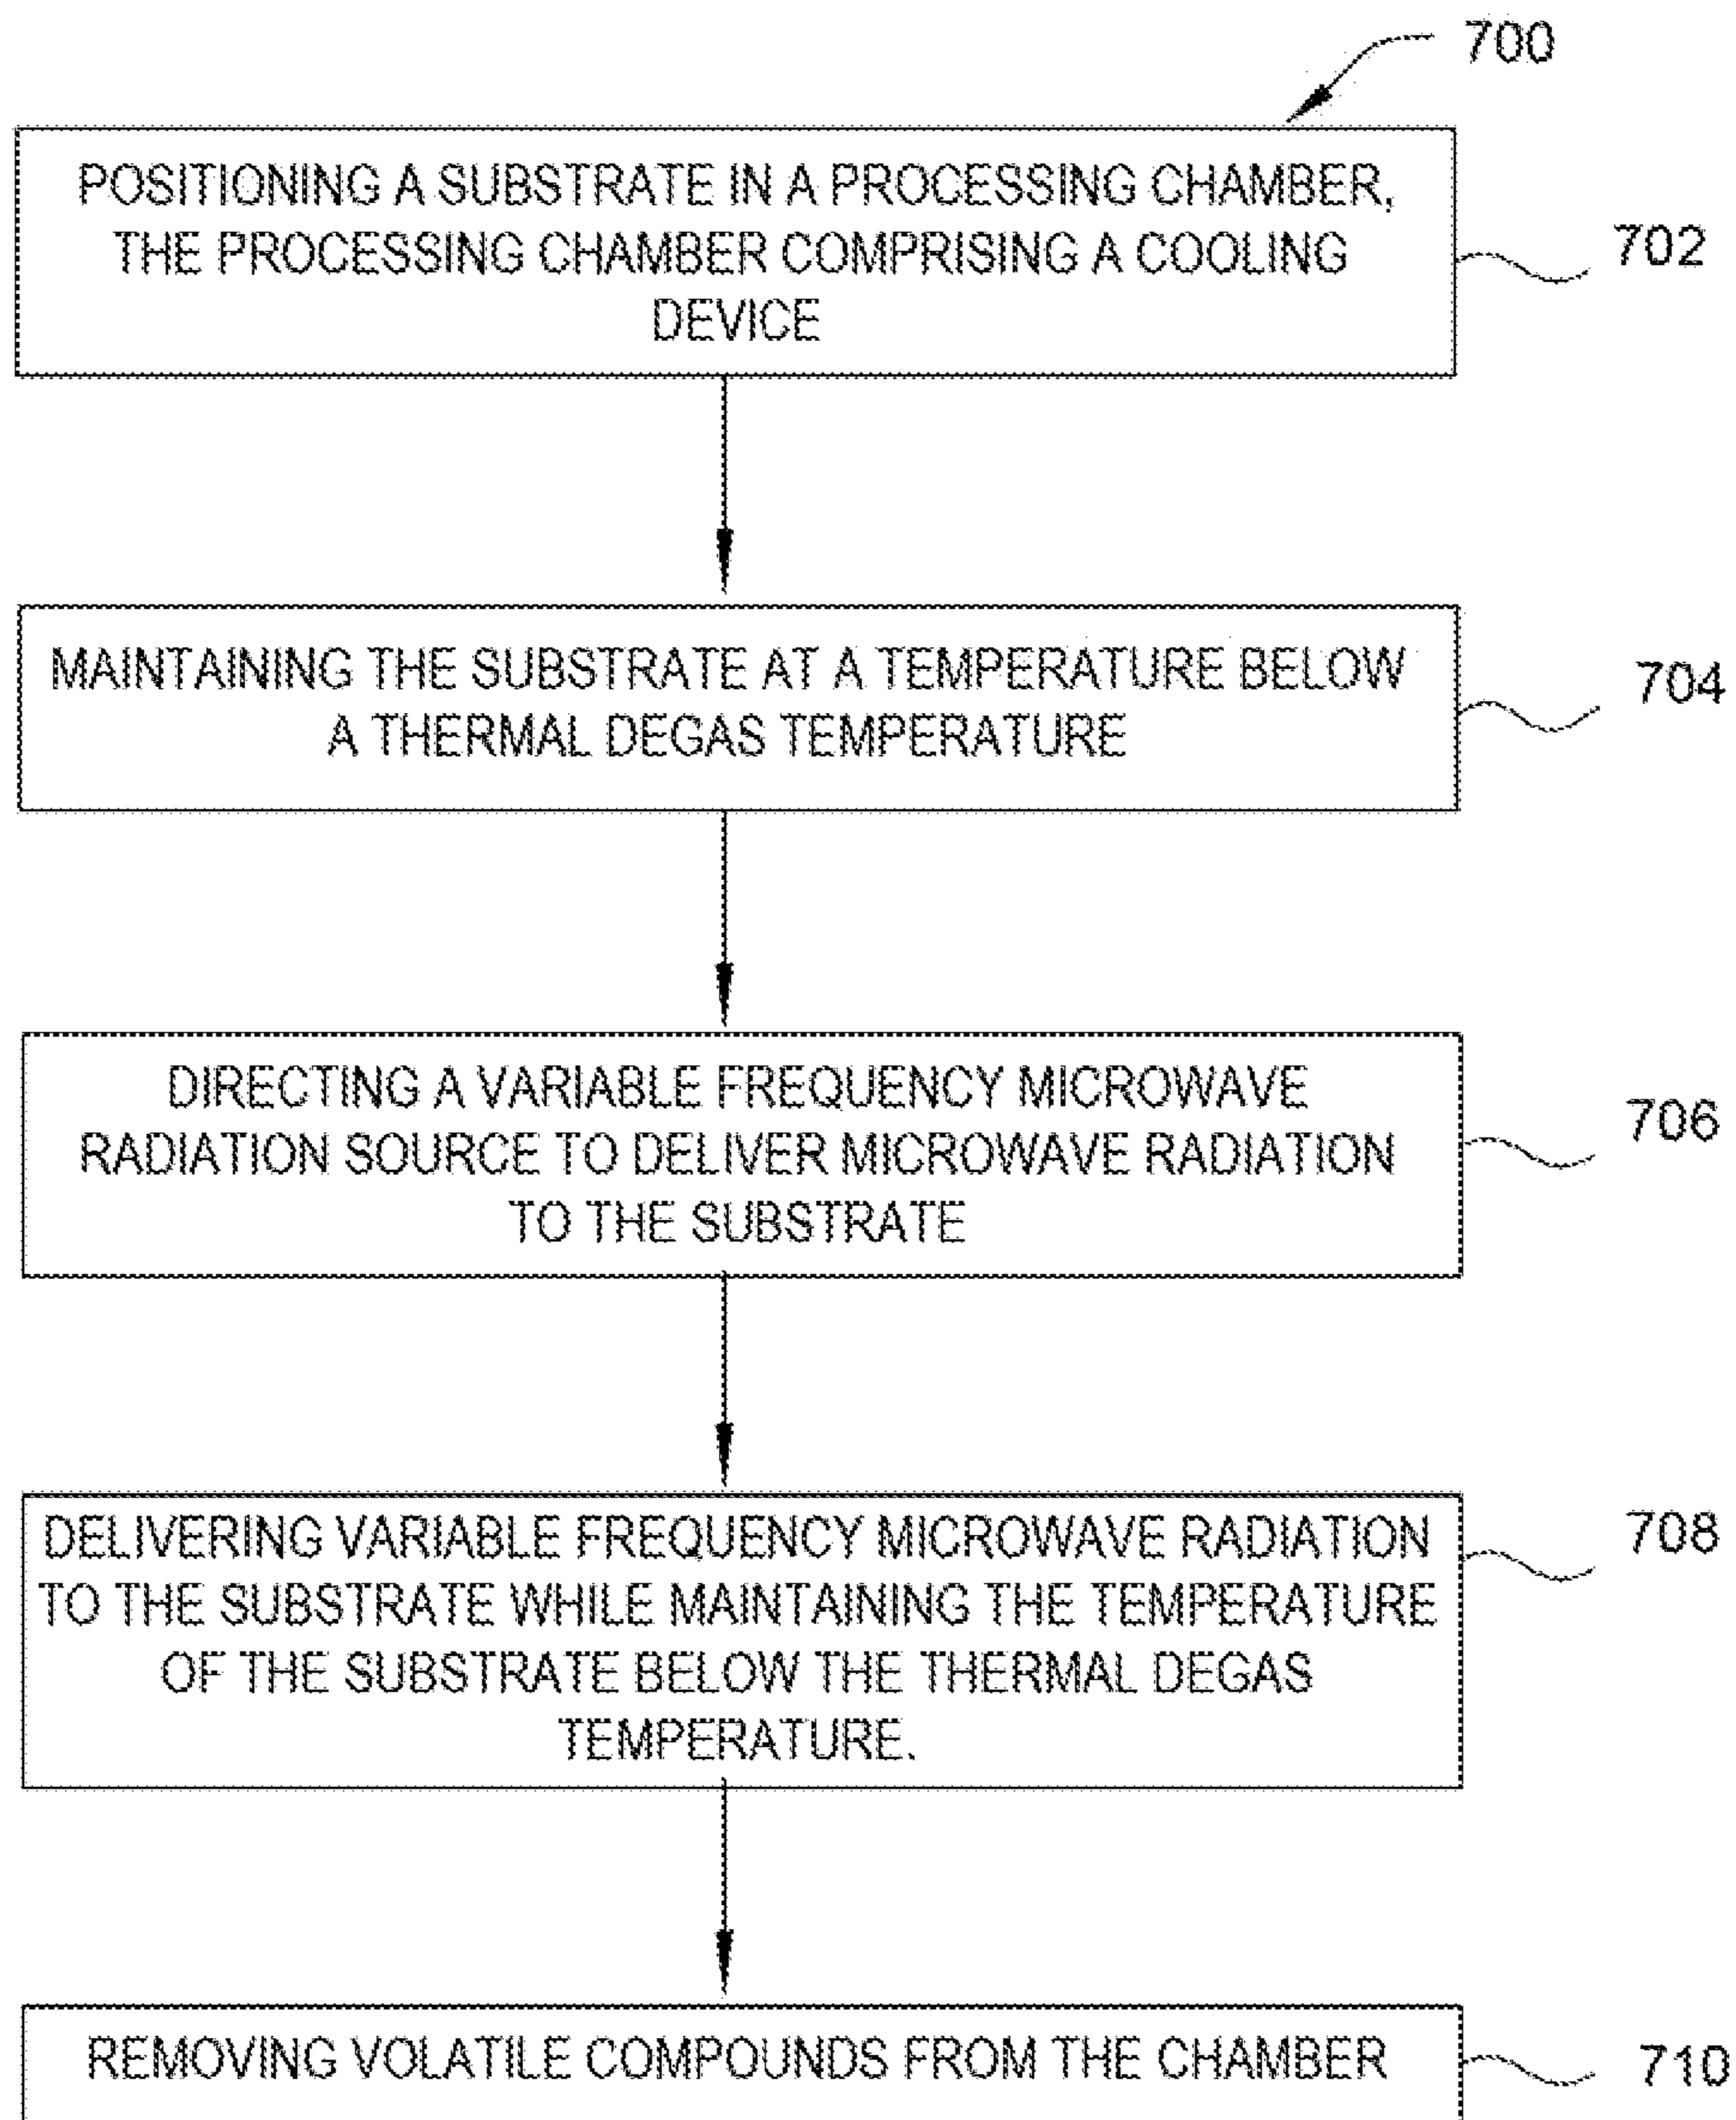 700
POSITIONING A SUBSTRATE IN A PROCESSING CHAMBER,
THE PROCESSING CHAMBER COMPRISING A COOLING
DEVICE
702
MAINTAINING THE SUBSTRATE AT A TEMPERATURE BELOW
A THERMAL DEGAS TEMPERATURE
704
DIRECTING A VARIABLE FREQUENCY MICROWAVE
RADIATION SOURCE TO DELIVER MICROWAVE RADIATION
TO THE SUBSTRATE
706
DELIVERING VARIABLE FREQUENCY MICROWAVE RADIATION
TO THE SUBSTRATE WHILE MAINTAINING THE TEMPERATURE
OF THE SUBSTRATE BELOW THE THERMAL DEGAS
TEMPERATURE.
708
REMOVING VOLATILE COMPOUNDS FROM THE CHAMBER
710